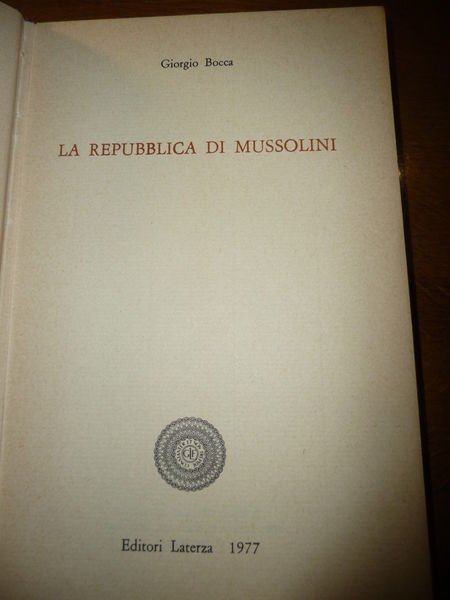 Giorgio Bocca
LA REPUBBLICA DI MUSSOLINI
Editori Laterza 1977